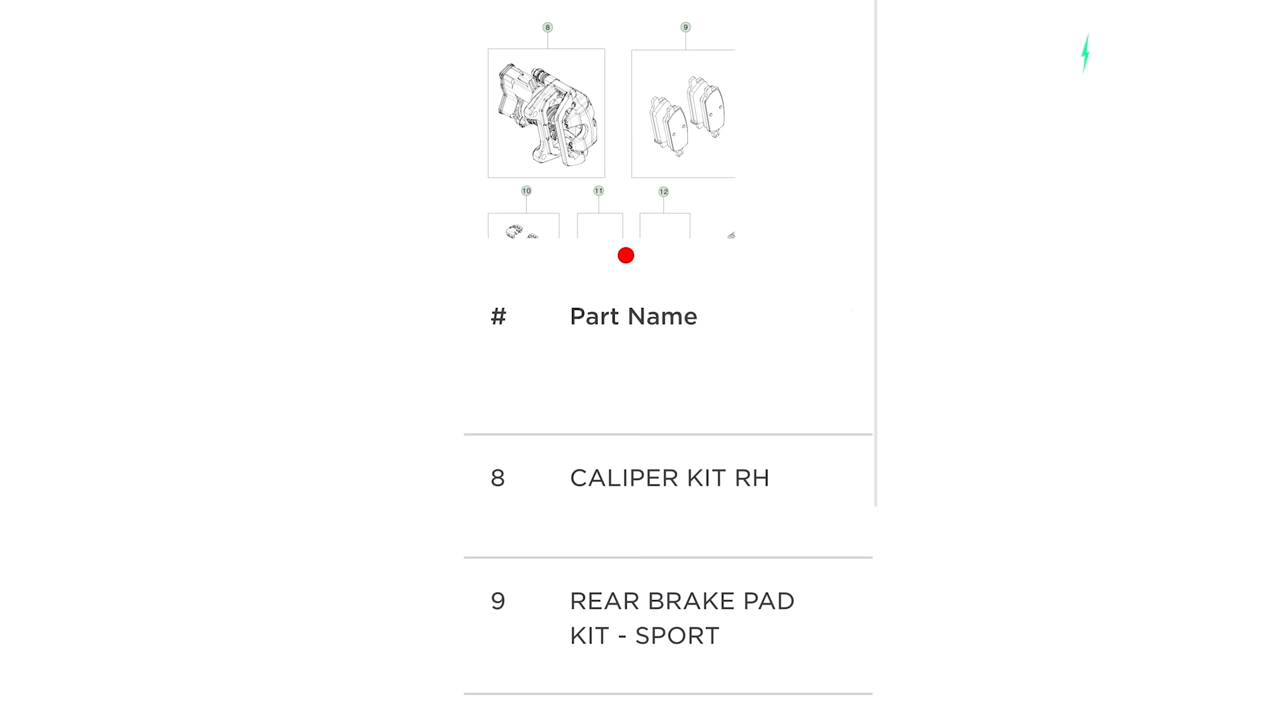 8 9
10 11 12
# Part Name
8 CALIPER KIT RH
9 REAR BRAKE PAD
KIT - SPORT